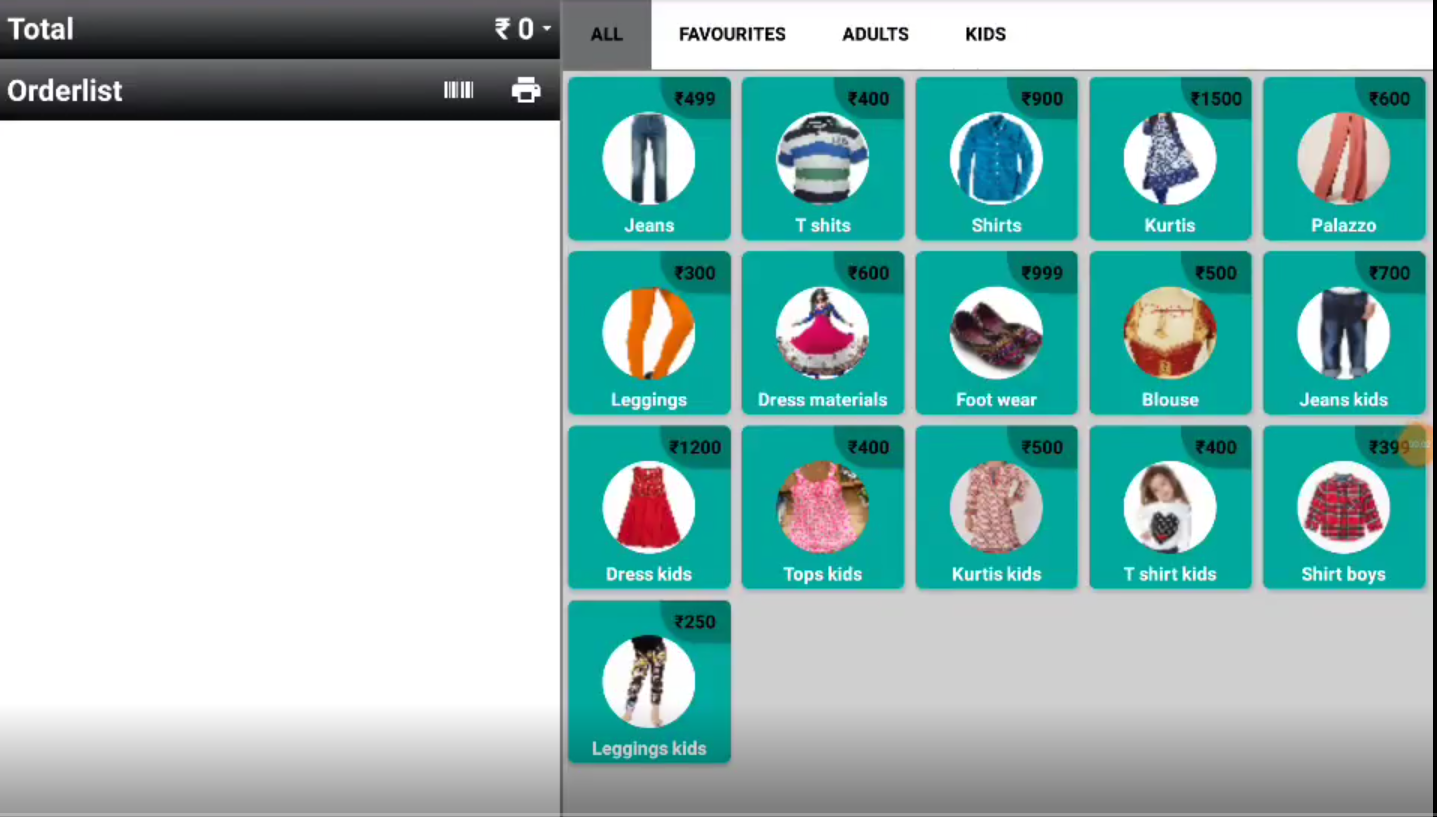 Total ₹ 0
Orderlist
ALL FAVOURITES ADULTS KIDS
₹499 ₹400 ₹900 ₹1500 ₹600
Jeans T shits Shirts Kurtis Palazzo
₹300 ₹600 ₹999 ₹500 ₹700
Leggings Dress materials Foot wear Blouse Jeans kids
₹1200 ₹400 ₹500 ₹400 ₹399
Dress kids Tops kids Kurtis kids T shirt kids Shirt boys
₹250
Leggings kids